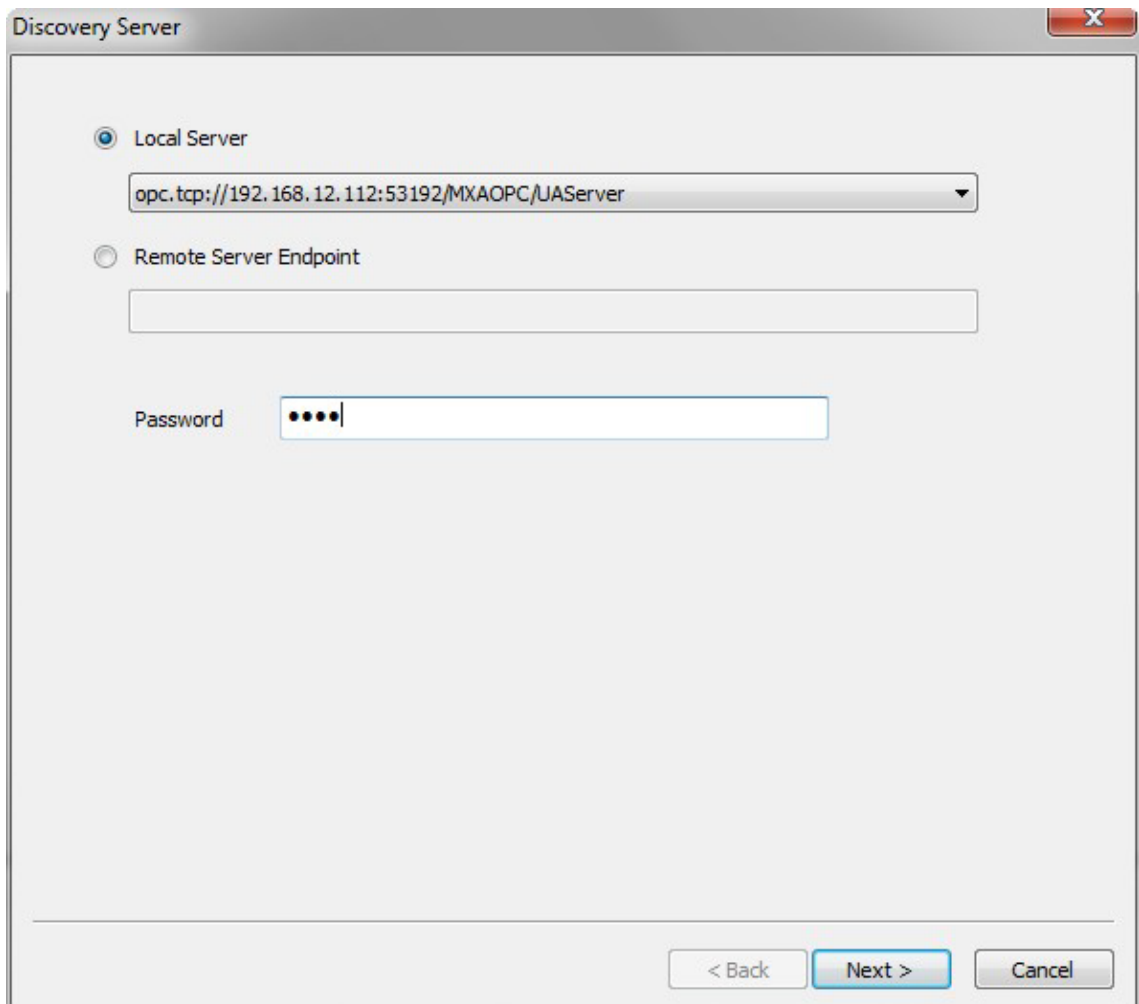 Discovery Server
X
Local Server
opc.tcp://192.168.12.112:53192/MXAOPC/UAServer
Remote Server Endpoint
Password ••••
< Back Next > Cancel